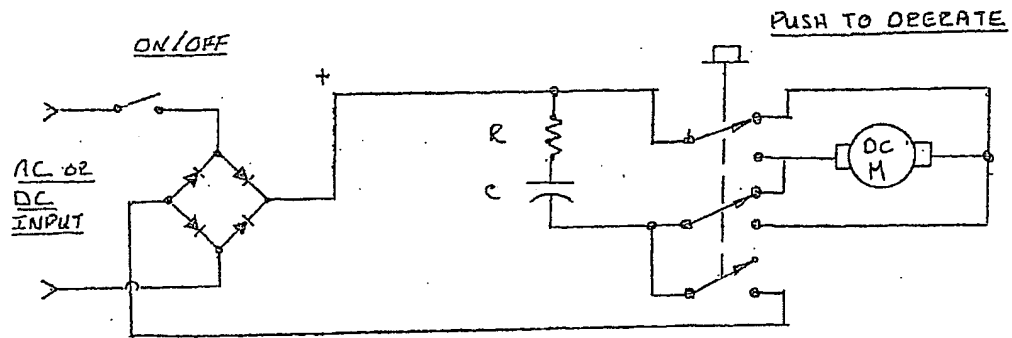 PUSH TO OPERATE
ON/OFF
+
R
C
AC OR
DC
INPUT
DC
M